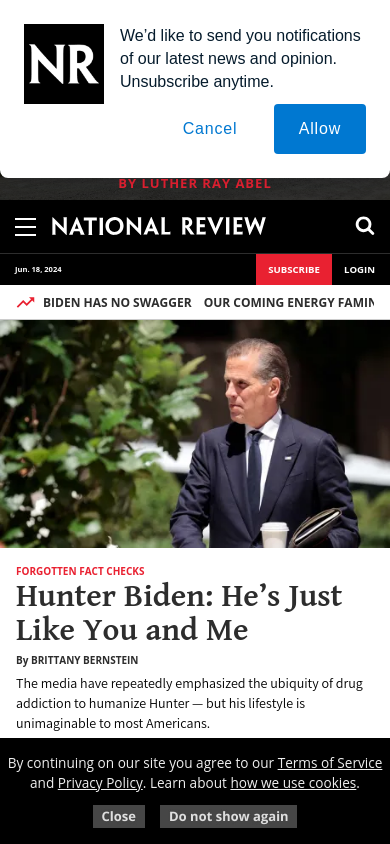 NR
We’d like to send you notifications
of our latest news and opinion.
Unsubscribe anytime.
Cancel
Allow
BY LUTHER RAY ABEL
NATIONAL REVIEW
Jun. 18, 2024
SUBSCRIBE
LOGIN
BIDEN HAS NO SWAGGER OUR COMING ENERGY FAMIN
FORGOTTEN FACT CHECKS
Hunter Biden: He’s Just
Like You and Me
By BRITTANY BERNSTEIN
The media have repeatedly emphasized the ubiquity of drug
addiction to humanize Hunter — but his lifestyle is
unimaginable to most Americans.
By continuing on our site you agree to our Terms of Service
and Privacy Policy. Learn about how we use cookies.
Close
Do not show again